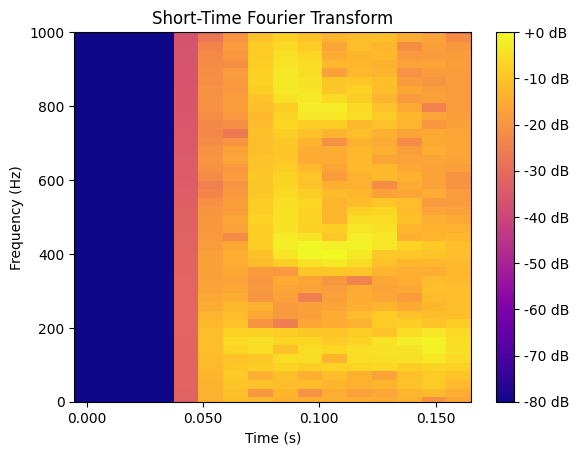 Short-Time Fourier Transform
Frequency (Hz)
1000
800
600
400
200
0
0.000
0.050
0.100
0.150
Time (s)
+0 dB
-10 dB
-20 dB
-30 dB
-40 dB
-50 dB
-60 dB
-70 dB
-80 dB